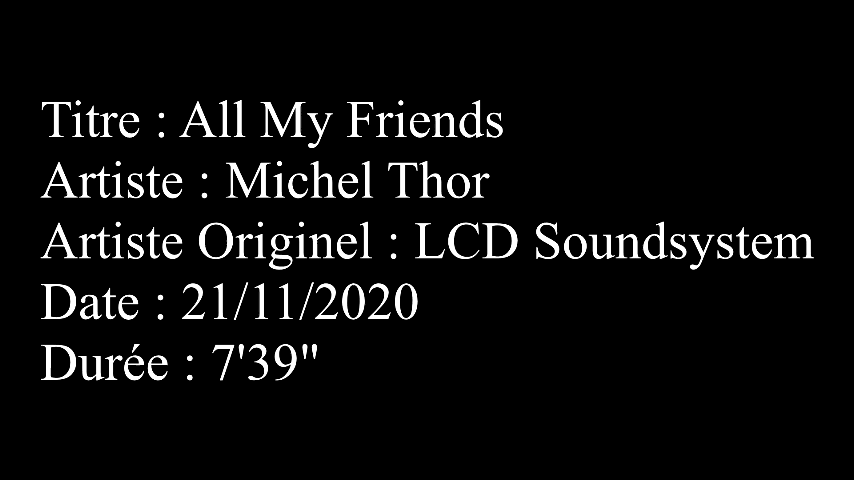 Titre : All My Friends
Artiste : Michel Thor
Artiste Originel : LCD Soundsystem
Date : 21/11/2020
Durée : 7'39"